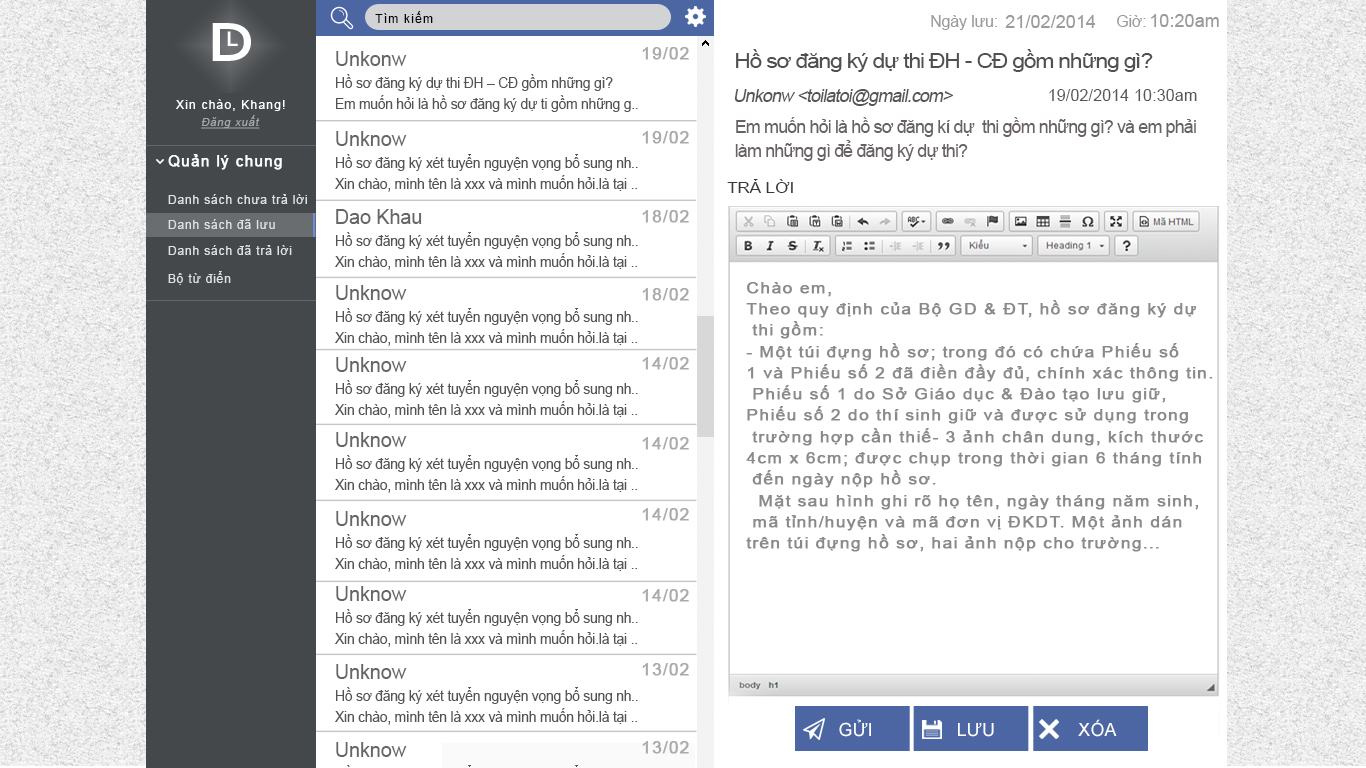 DL
Xin chào, Khang!
Đăng xuất
Quản lý chung
Danh sách chưa trả lời
Danh sách đã lưu
Danh sách đã trả lời
Bộ từ điển
Tìm kiếm
Unkonw 19/02
Hồ sơ đăng ký dự thi ĐH – CĐ gồm những gì?
Em muốn hỏi là hồ sơ đăng ký dự ti gồm những g..
Unknow 19/02
Hồ sơ đăng ký xét tuyển nguyện vọng bổ sung nh..
Xin chào, mình tên là xxx và mình muốn hỏi.là tại ..
Dao Khau 18/02
Hồ sơ đăng ký xét tuyển nguyện vọng bổ sung nh..
Xin chào, mình tên là xxx và mình muốn hỏi.là tại ..
Unknow 18/02
Hồ sơ đăng ký xét tuyển nguyện vọng bổ sung nh..
Xin chào, mình tên là xxx và mình muốn hỏi.là tại ..
Unknow 14/02
Hồ sơ đăng ký xét tuyển nguyện vọng bổ sung nh..
Xin chào, mình tên là xxx và mình muốn hỏi.là tại ..
Unknow 14/02
Hồ sơ đăng ký xét tuyển nguyện vọng bổ sung nh..
Xin chào, mình tên là xxx và mình muốn hỏi.là tại ..
Unknow 14/02
Hồ sơ đăng ký xét tuyển nguyện vọng bổ sung nh..
Xin chào, mình tên là xxx và mình muốn hỏi.là tại ..
Unknow 14/02
Hồ sơ đăng ký xét tuyển nguyện vọng bổ sung nh..
Xin chào, mình tên là xxx và mình muốn hỏi.là tại ..
Unknow 13/02
Hồ sơ đăng ký xét tuyển nguyện vọng bổ sung nh..
Xin chào, mình tên là xxx và mình muốn hỏi.là tại ..
Unknow 13/02
Ngày lưu: 21/02/2014 Giờ: 10:20am
Hồ sơ đăng ký dự thi ĐH - CĐ gồm những gì?
Unkonw <toilatoi@gmail.com> 19/02/2014 10:30am
Em muốn hỏi là hồ sơ đăng kí dự thi gồm những gì? và em phải
làm những gì để đăng ký dự thi?
TRẢ LỜI
ABC Ω Mã HTML
B I S Tx Kiểu Heading 1 ?
Chào em,
Theo quy định của Bộ GD & ĐT, hồ sơ đăng ký dự
thi gồm:
- Một túi đựng hồ sơ; trong đó có chứa Phiếu số
1 và Phiếu số 2 đã điền đầy đủ, chính xác thông tin.
Phiếu số 1 do Sở Giáo dục & Đào tạo lưu giữ,
Phiếu số 2 do thí sinh giữ và được sử dụng trong
trường hợp cần thiế- 3 ảnh chân dung, kích thước
4cm x 6cm; được chụp trong thời gian 6 tháng tính
đến ngày nộp hồ sơ.
Mặt sau hình ghi rõ họ tên, ngày tháng năm sinh,
mã tỉnh/huyện và mã đơn vị ĐKDT. Một ảnh dán
trên túi đựng hồ sơ, hai ảnh nộp cho trường...
body h1
GỬI LƯU XÓA